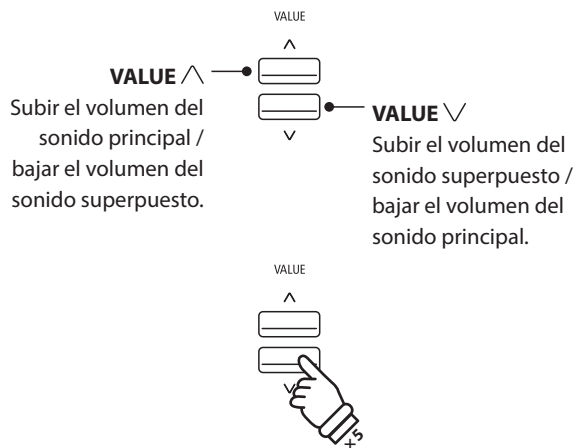 VALUE
VALUE ∧
Subir el volumen del
sonido principal /
bajar el volumen del
sonido superpuesto.
VALUE ∨
Subir el volumen del
sonido superpuesto /
bajar el volumen del
sonido principal.
VALUE
×5